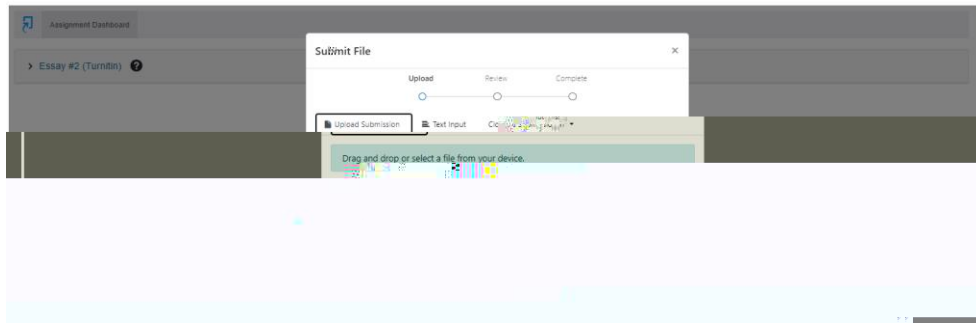 Assignment Dashboard
Submit File ×
> Essay #2 (Turnitin)
Upload Review Complete
Upload Submission Text Input
Drag and drop or select a file from your device.